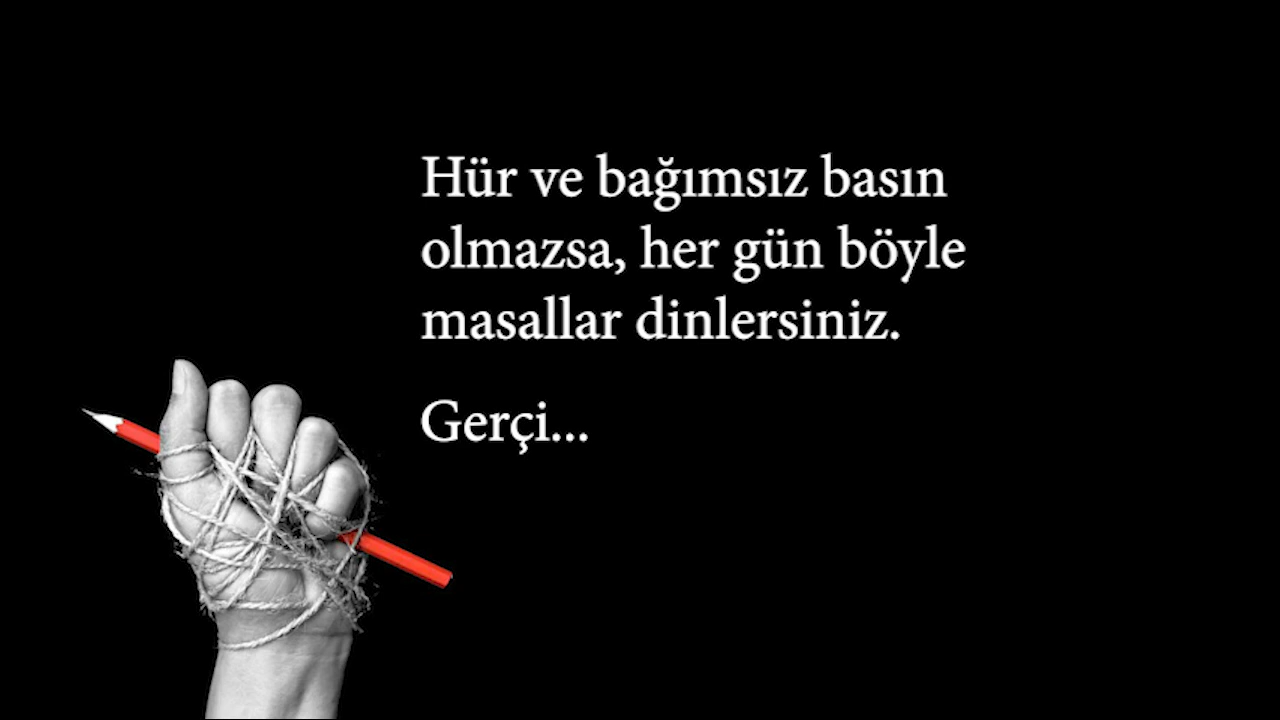 Hür ve bağımsız basın
olmazsa, her gün böyle
masallar dinlersiniz.
Gerçi...